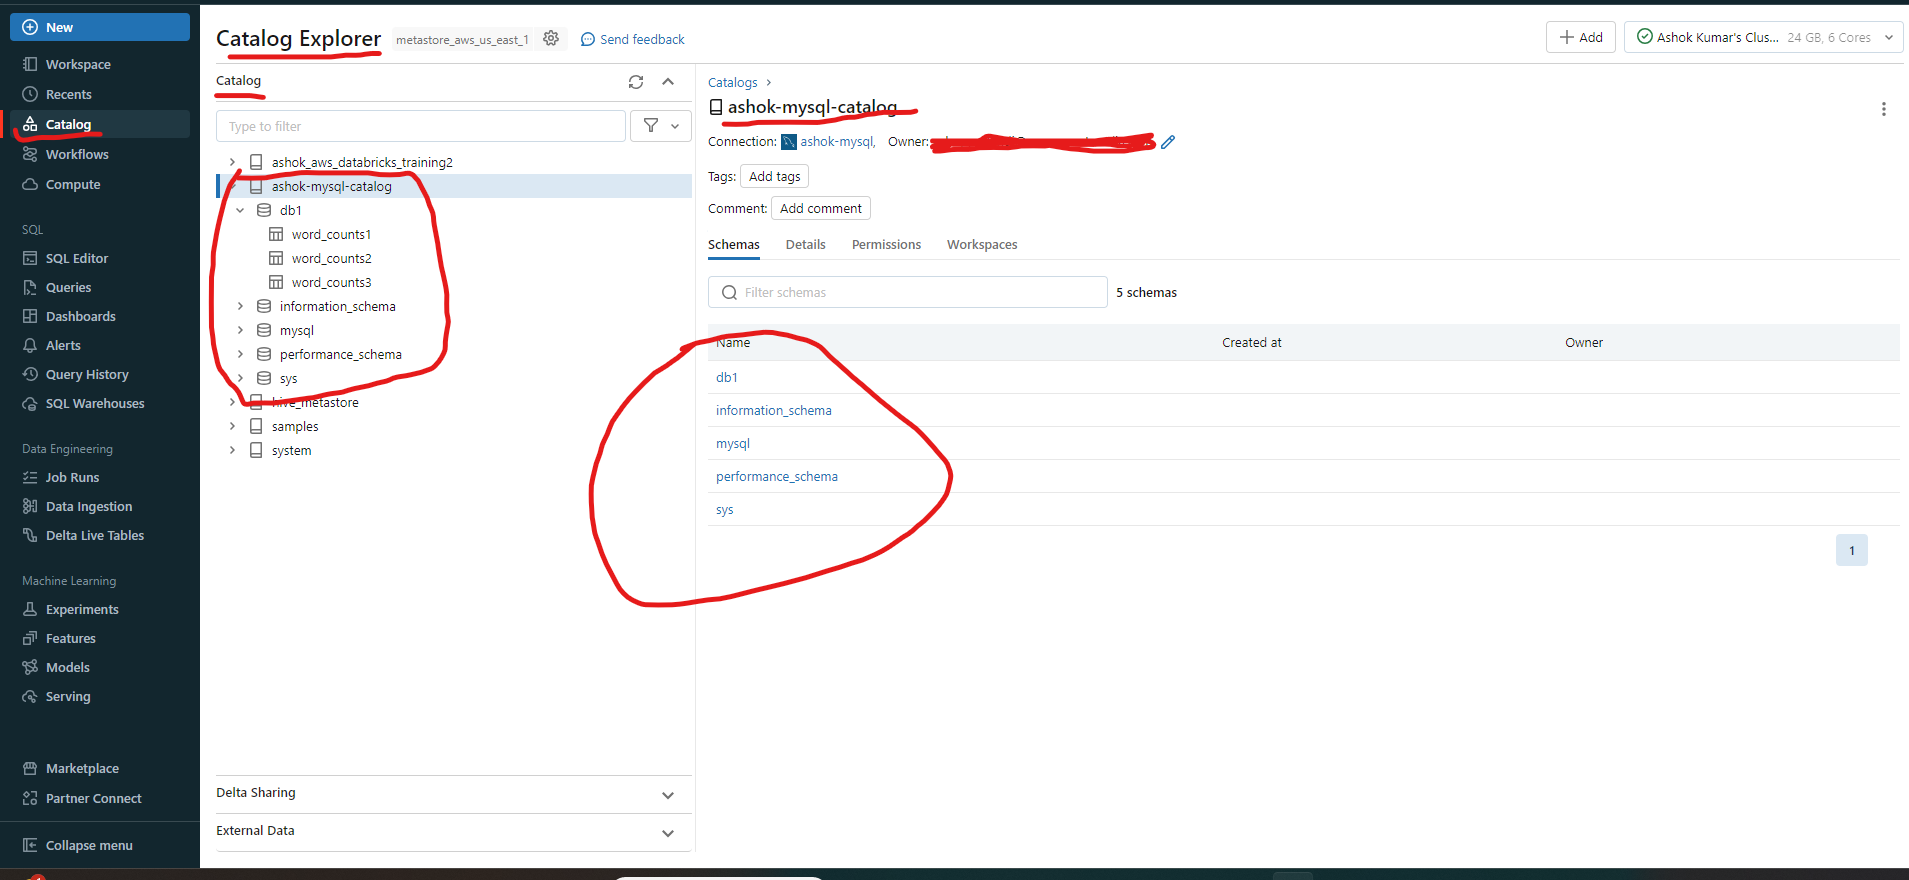 New
Workspace
Recents
Catalog
Workflows
Compute
SQL
SQL Editor
Queries
Dashboards
Alerts
Query History
SQL Warehouses
Data Engineering
Job Runs
Data Ingestion
Delta Live Tables
Machine Learning
Experiments
Features
Models
Serving
Marketplace
Partner Connect
Collapse menu
Catalog Explorer metastore_aws_us_east_1 Send feedback
Add Ashok Kumar's Clus... 24 GB, 6 Cores
Catalog
Type to filter
ashok_aws_databricks_training2
ashok-mysql-catalog
db1
word_counts1
word_counts2
word_counts3
information_schema
mysql
performance_schema
sys
hive_metastore
samples
system
Delta Sharing
External Data
Catalogs >
ashok-mysql-catalog
Connection: ashok-mysql, Owner:
Tags: Add tags
Comment: Add comment
Schemas Details Permissions Workspaces
Filter schemas 5 schemas
Name Created at Owner
db1
information_schema
mysql
performance_schema
sys
1